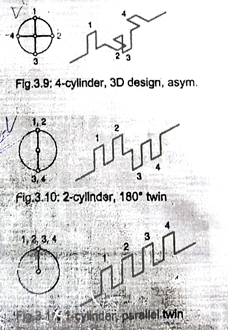 1
4 2
3
1
4
2
3
Fig.3.9: 4-cylinder, 3D design, asym.
1, 2
3, 4
1 2
3 4
Fig.3.10: 2-cylinder, 180° twin
1, 2, 3, 4
1 2 3 4
-cylinder, parallel twin